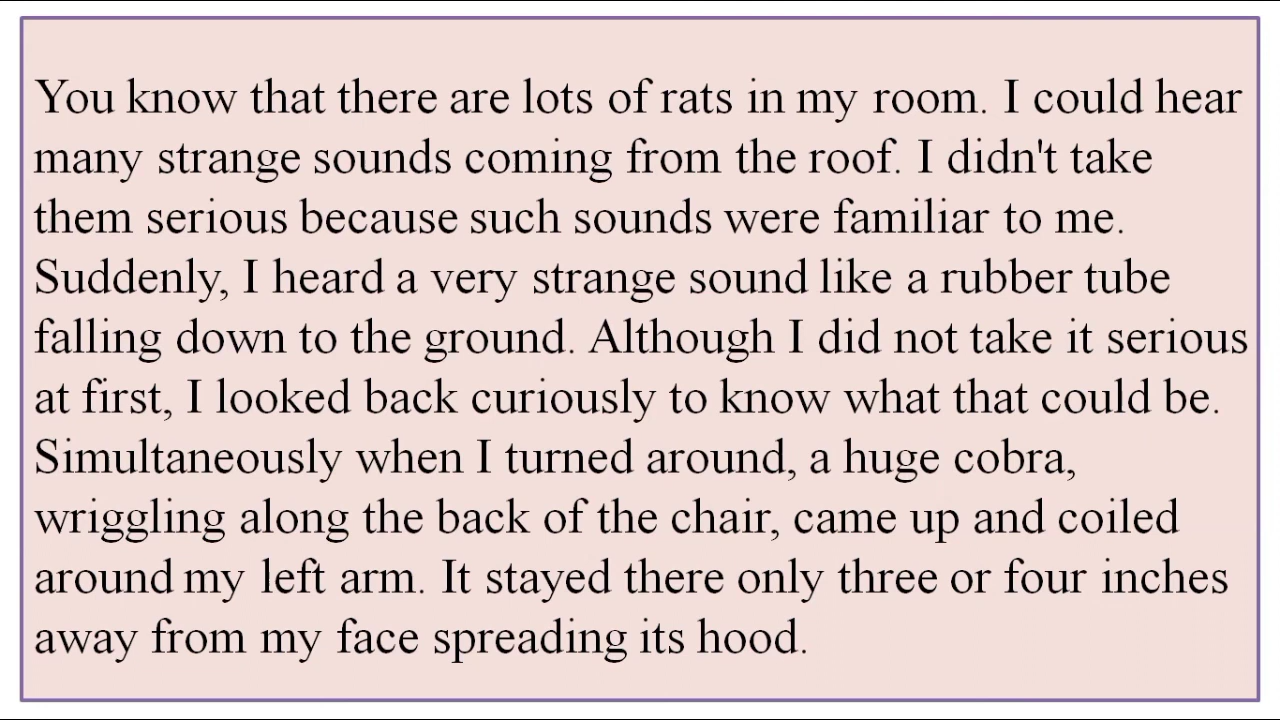 You know that there are lots of rats in my room. I could hear
many strange sounds coming from the roof. I didn't take
them serious because such sounds were familiar to me.
Suddenly, I heard a very strange sound like a rubber tube
falling down to the ground. Although I did not take it serious
at first, I looked back curiously to know what that could be.
Simultaneously when I turned around, a huge cobra,
wriggling along the back of the chair, came up and coiled
around my left arm. It stayed there only three or four inches
away from my face spreading its hood.